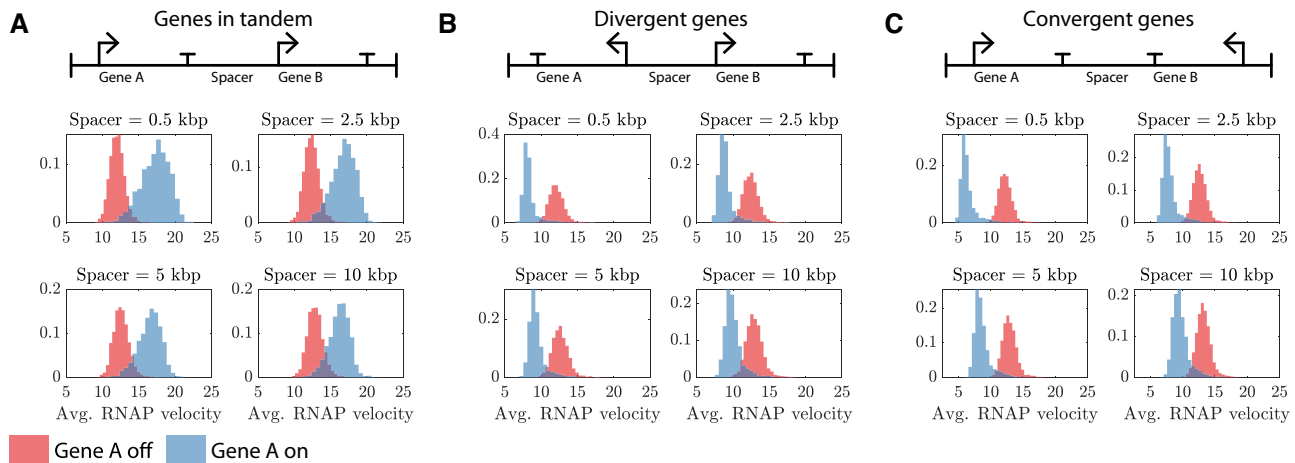 A
Genes in tandem
Gene A
Spacer
Gene B
Spacer = 0.5 kbp
Spacer = 2.5 kbp
0.1
0
5 10 15 20 25
0.1
0
5 10 15 20 25
Spacer = 5 kbp
Spacer = 10 kbp
0.2
0.1
0
5 10 15 20 25
0.2
0.1
0
5 10 15 20 25
Avg. RNAP velocity
Avg. RNAP velocity
B
Divergent genes
Gene A
Spacer
Gene B
Spacer = 0.5 kbp
Spacer = 2.5 kbp
0.4
0.2
0
5 10 15 20 25
0.2
0
5 10 15 20 25
Spacer = 5 kbp
Spacer = 10 kbp
0.2
0
5 10 15 20 25
0.2
0.1
0
5 10 15 20 25
Avg. RNAP velocity
Avg. RNAP velocity
C
Convergent genes
Gene A
Spacer
Gene B
Spacer = 0.5 kbp
Spacer = 2.5 kbp
0.2
0
5 10 15 20 25
0.2
0.1
0
5 10 15 20 25
Spacer = 5 kbp
Spacer = 10 kbp
0.2
0.1
0
5 10 15 20 25
0.2
0.1
0
5 10 15 20 25
Avg. RNAP velocity
Avg. RNAP velocity
Gene A off
Gene A on